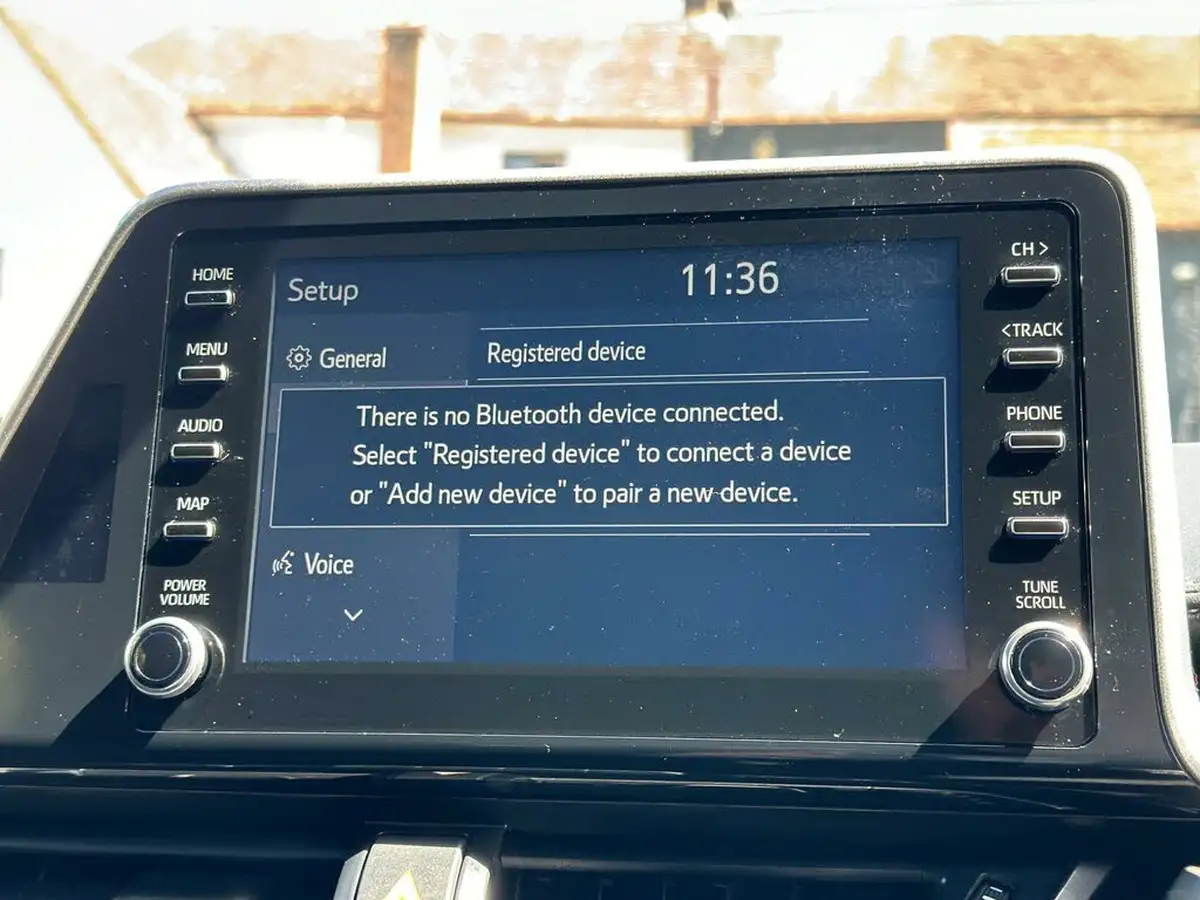 HOME
MENU
AUDIO
MAP
POWER
VOLUME
Setup
11:36
General
Registered device
There is no Bluetooth device connected.
Select "Registered device" to connect a device
or "Add new device" to pair a new device.
Voice
CH >
<TRACK
PHONE
SETUP
TUNE
SCROLL